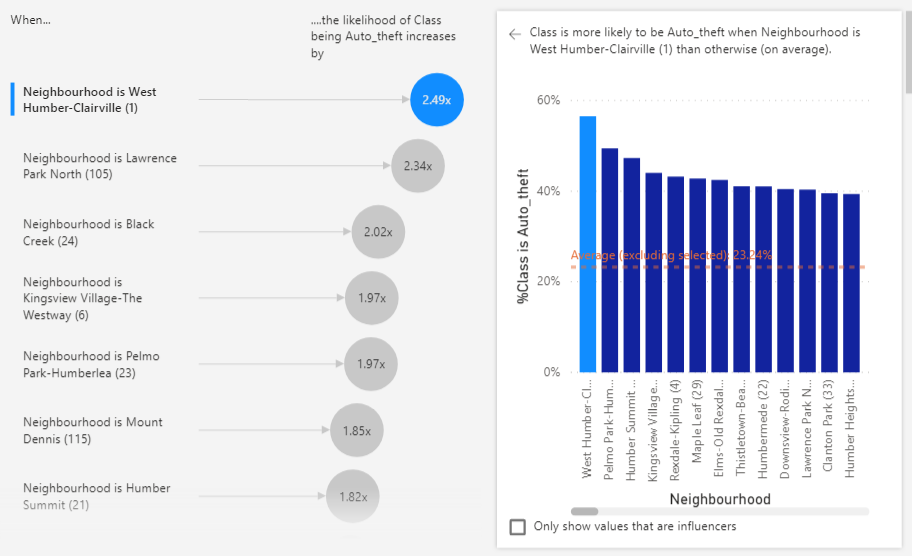 When...
....the likelihood of Class
being Auto_theft increases
by
Neighbourhood is West
Humber-Clairville (1)
2.49x
Neighbourhood is Lawrence
Park North (105)
2.34x
Neighbourhood is Black
Creek (24)
2.02x
Neighbourhood is
Kingsview Village-The
Westway (6)
1.97x
Neighbourhood is Pelmo
Park-Humberlea (23)
1.97x
Neighbourhood is Mount
Dennis (115)
1.85x
Neighbourhood is Humber
Summit (21)
1.82x
Class is more likely to be Auto_theft when Neighbourhood is
West Humber-Clairville (1) than otherwise (on average).
%Class is Auto_theft
60%
40%
Average (excluding selected): 23.24%
20%
0%
West Humber-Cl...
Pelmo Park-Hum...
Humber Summit ...
Kingsview Village...
Rexdale-Kipling (4)
Maple Leaf (29)
Elms-Old Rexdal...
Thistletown-Bea...
Humbermede (22)
Downsview-Rodi...
Lawrence Park N...
Clanton Park (33)
Humber Heights...
Neighbourhood
Only show values that are influencers